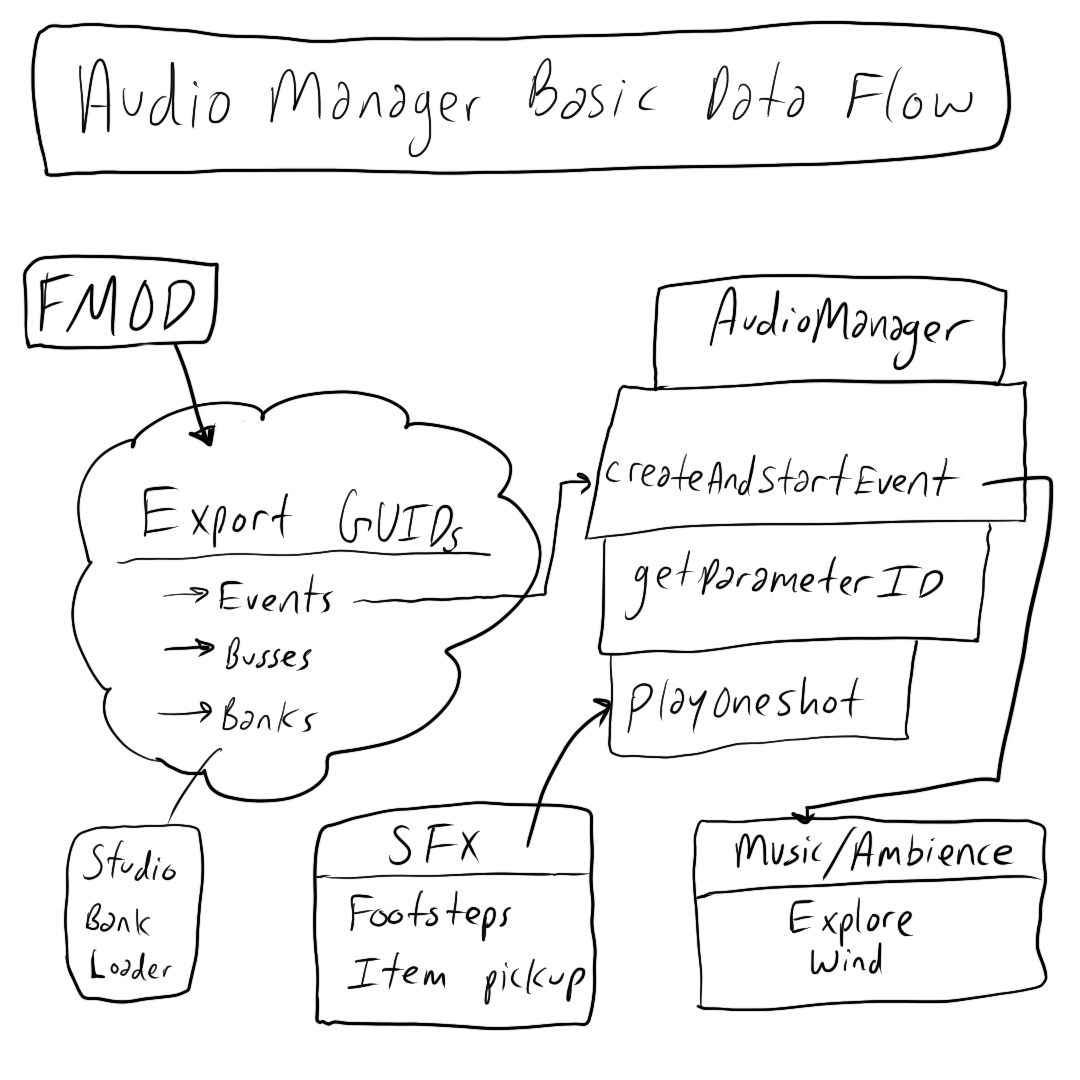 Audio Manager Basic Data Flow
FMOD
Export GUIDs
Events
Busses
Banks
Studio
Bank
Loader
SFX
Footsteps
Item pickup
AudioManager
createAndStartEvent
getParameterID
playOneshot
Music/Ambience
Explore
Wind